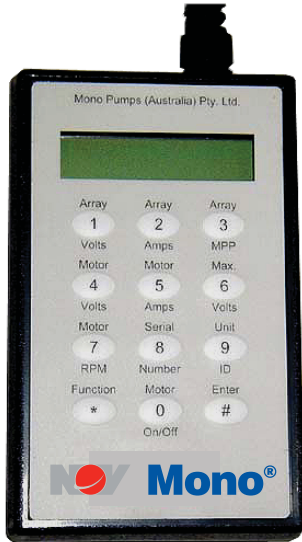 Mono Pumps (Australia) Pty. Ltd.
Array Array Array
1 2 3
Volts Amps MPP
Motor Motor Max.
4 5 6
Volts Amps Volts
Motor Serial Unit
7 8 9
RPM Number ID
Function Motor Enter
* 0 #
On/Off
NOV Mono®